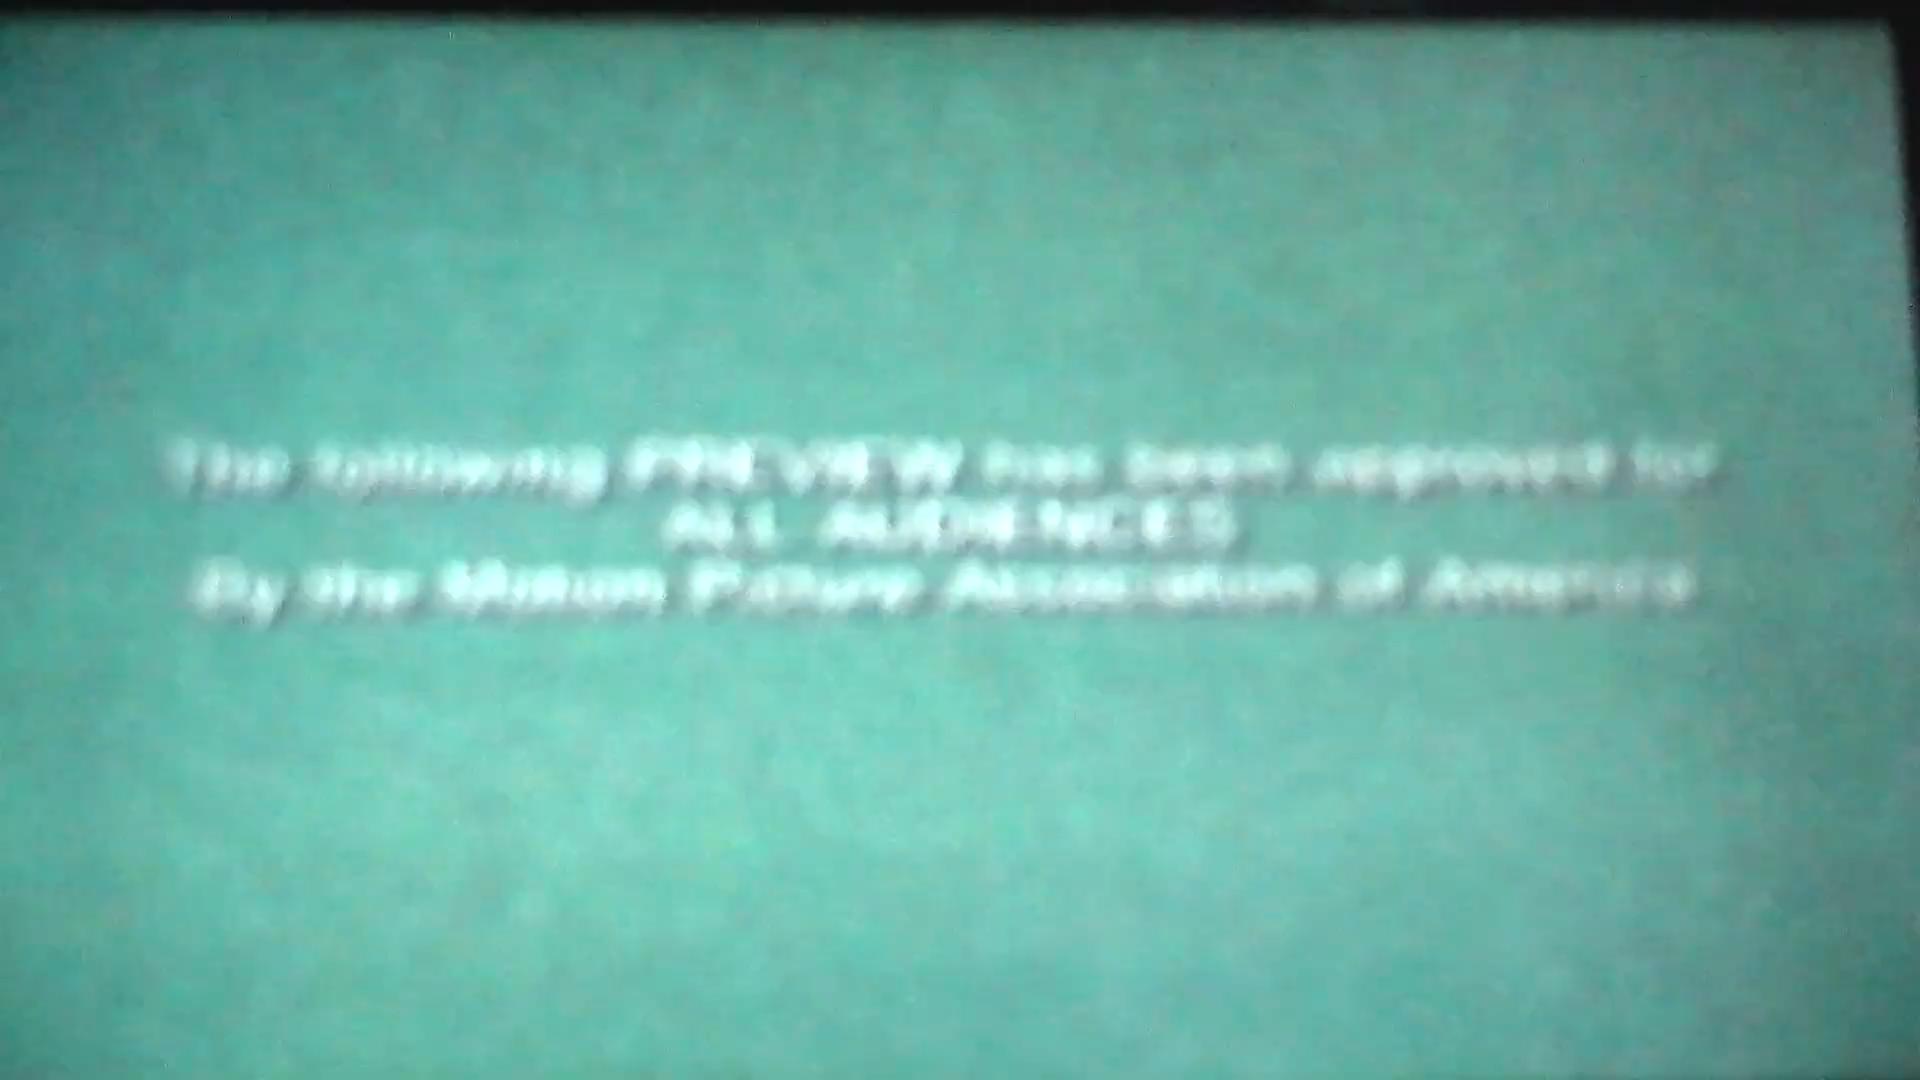 The following PREVIEW has been approved for
ALL AUDIENCES
By the Motion Picture Association of America